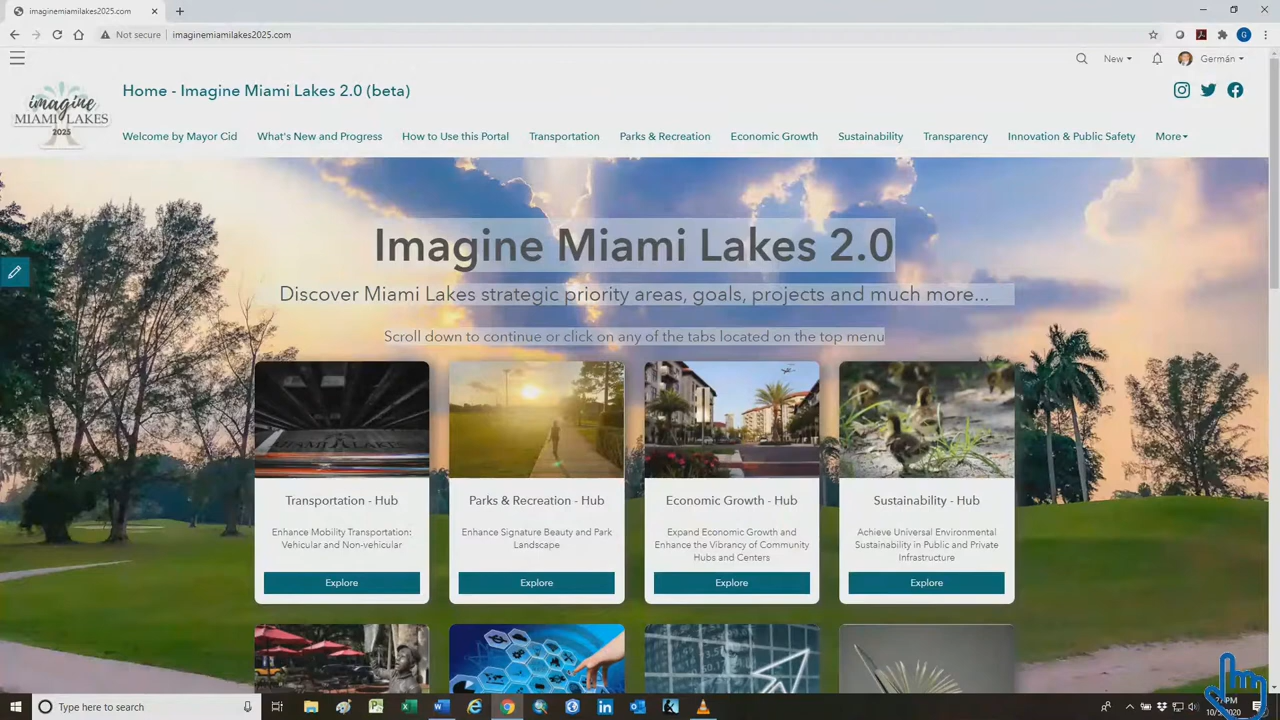 imaginemiamilakes2025.com
Not secure
imaginemiamilakes2025.com
G
New
Germán
imagine
MIAMI LAKES
2025
Home - Imagine Miami Lakes 2.0 (beta)
Welcome by Mayor Cid
What's New and Progress
How to Use this Portal
Transportation
Parks & Recreation
Economic Growth
Sustainability
Transparency
Innovation & Public Safety
More
Imagine Miami Lakes 2.0
Discover Miami Lakes strategic priority areas, goals, projects and much more...
Scroll down to continue or click on any of the tabs located on the top menu
Transportation - Hub
Enhance Mobility Transportation:
Vehicular and Non-vehicular
Explore
Parks & Recreation - Hub
Enhance Signature Beauty and Park
Landscape
Explore
Economic Growth - Hub
Expand Economic Growth and
Enhance the Vibrancy of Community
Hubs and Centers
Explore
Sustainability - Hub
Achieve Universal Environmental
Sustainability in Public and Private
Infrastructure
Explore
Type here to search